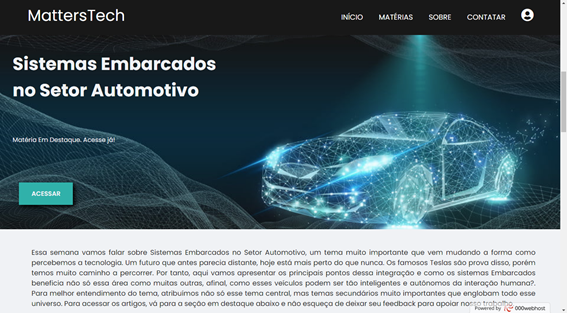 MattersTech
INÍCIO MATÉRIAS SOBRE CONTATAR
Sistemas Embarcados
no Setor Automotivo
Matéria Em Destaque. Acesse já!
ACESSAR
Essa semana vamos falar sobre Sistemas Embarcados no Setor Automotivo, um tema muito importante que vem mudando a forma como
percebemos a tecnologia. Um futuro que antes parecia distante, hoje está mais perto do que nunca. Os famosos Teslas são prova disso, porém
temos muito caminho a percorrer. Por tanto, aqui vamos apresentar os principais pontos dessa integração e como os sistemas Embarcados
beneficia não só essa área como muitas outras, afinal, como esses veículos podem ser tão inteligentes e autônomos da interação humana?.
Para melhor entendimento do tema, atribuímos não só esse tema central, mas temas secundários muito importantes que englobam todo esse
universo. Para acessar os artigos, vá para a seção em destaque abaixo e não esqueça de deixar seu feedback para apoiar nosso trabalho
Powered by 000webhost